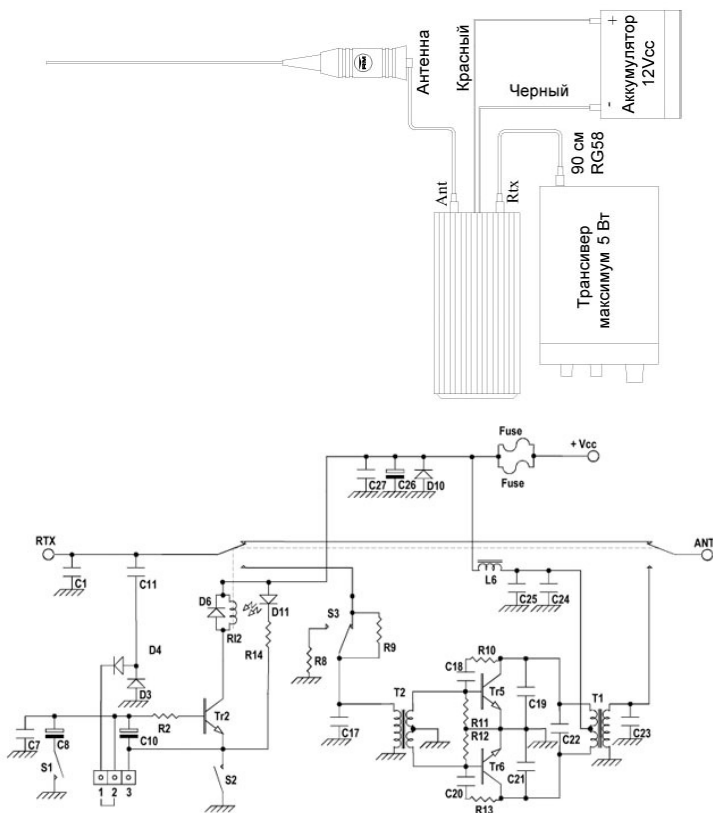 Антенна
Красный
Черный
+
-
Аккумулятор
12Vcc
Ant
Rtx
90 см
RG58
Трансивер
максимум 5 Вт
Fuse
+ Vcc
Fuse
C27
C26
D10
RTX
ANT
C1
C11
L6
C25
C24
D6
Rl2
D11
S3
R9
R8
R14
D4
D3
C18
R10
Tr5
C19
T2
T1
R2
Tr2
C17
R11
R12
C22
C23
C7
C8
C10
Tr6
C21
S1
S2
C20
R13
1
2
3